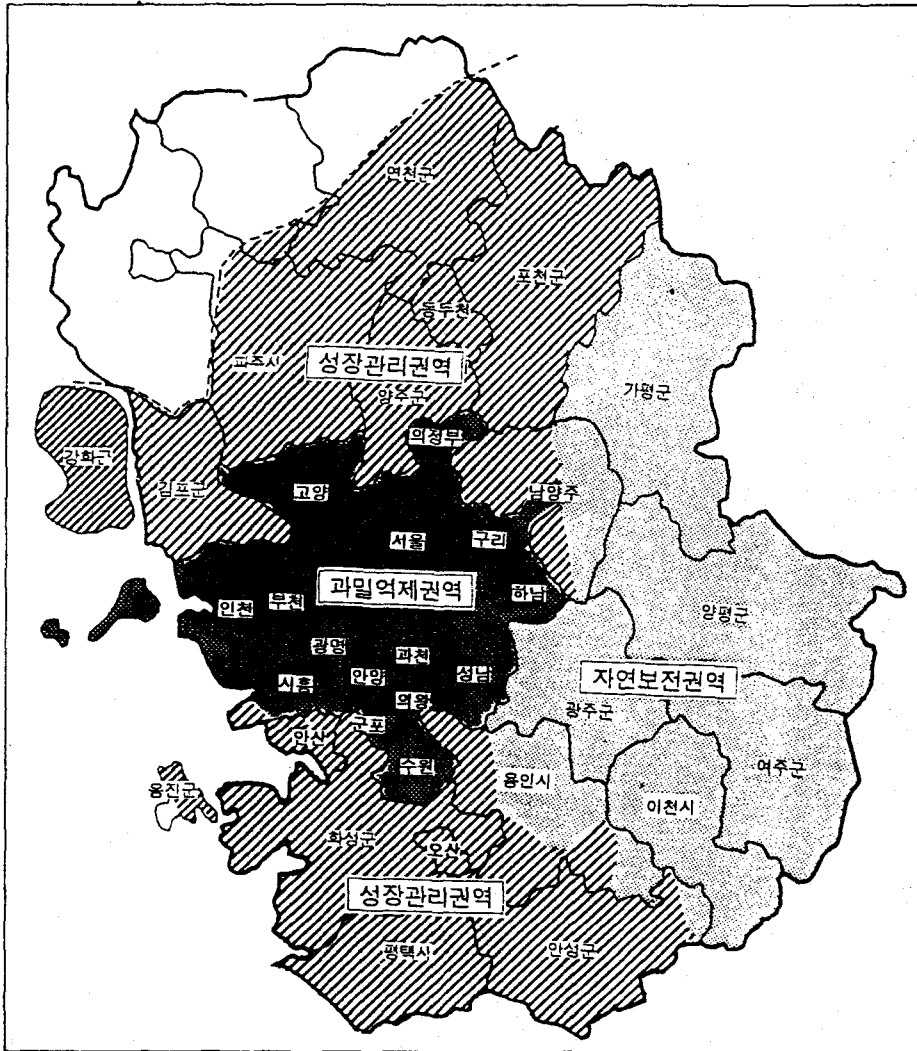 연천군
포천군
동두천
파주시
성장관리권역
양주군
가평군
의정부
강화군
김포군
고양
남양주
서울
구리
과밀억제권역
하남
인천
부천
양평군
광명
과천
시흥
안양
성남
자연보전권역
의왕
광주군
군포
안산
수원
용인시
여주군
옹진군
이천시
화성군
오산
성장관리권역
평택시
안성군